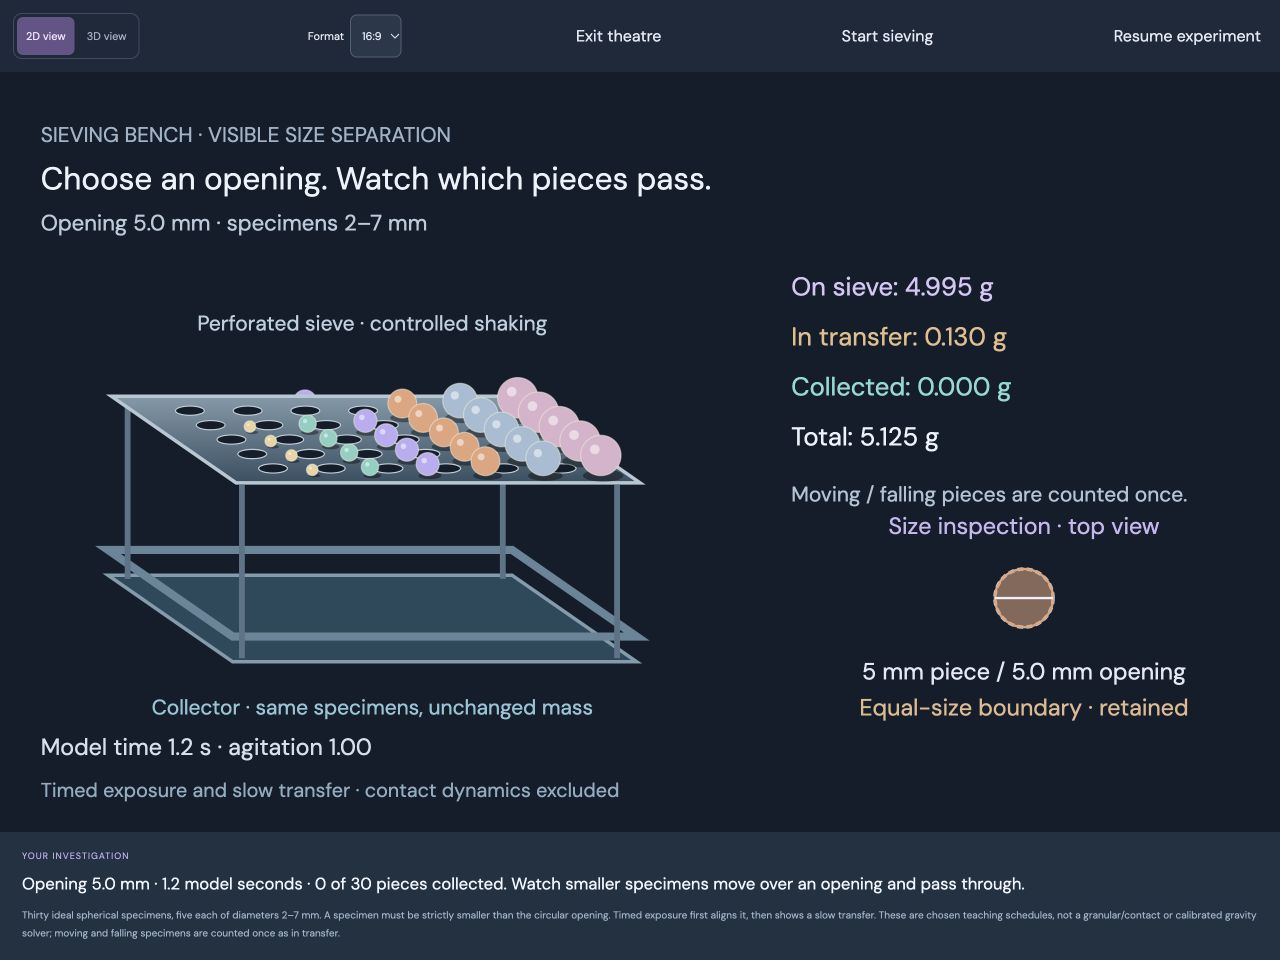 2D view
3D view
Format
16:9
Exit theatre
Start sieving
Resume experiment
SIEVING BENCH · VISIBLE SIZE SEPARATION
Choose an opening. Watch which pieces pass.
Opening 5.0 mm · specimens 2–7 mm
Perforated sieve · controlled shaking
On sieve: 4.995 g
In transfer: 0.130 g
Collected: 0.000 g
Total: 5.125 g
Moving / falling pieces are counted once.
Size inspection · top view
5 mm piece / 5.0 mm opening
Equal-size boundary · retained
Collector · same specimens, unchanged mass
Model time 1.2 s · agitation 1.00
Timed exposure and slow transfer · contact dynamics excluded
YOUR INVESTIGATION
Opening 5.0 mm · 1.2 model seconds · 0 of 30 pieces collected. Watch smaller specimens move over an opening and pass through.
Thirty ideal spherical specimens, five each of diameters 2–7 mm. A specimen must be strictly smaller than the circular opening. Timed exposure first aligns it, then shows a slow transfer. These are chosen teaching schedules, not a granular/contact or calibrated gravity
solver; moving and falling specimens are counted once as in transfer.